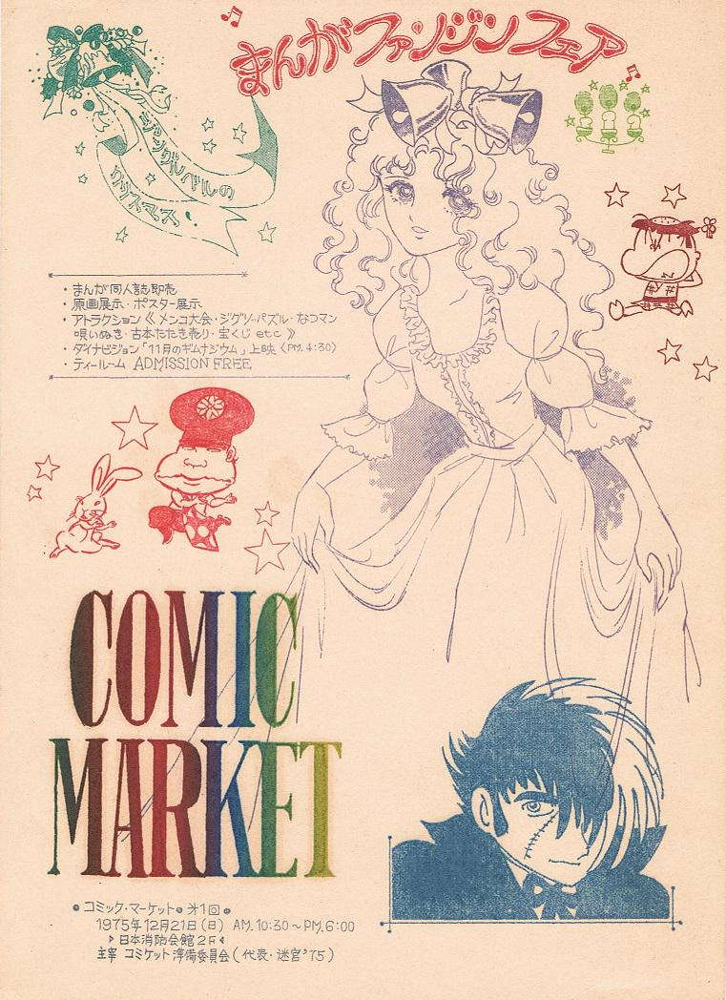 まんがファンジンフェア
ジングルベルの
クリスマス!
・まんが同人誌即売
・原画展示・ポスター展示
・アトラクション《メンコ大会・ジグソーパズル・なつマン
唄いぬき・古本たたき売り・宝くじ etc》
・ダイナビジョン「11月のギムナジウム」上映〈PM.4:30〉
・ティールーム ADMISSION FREE
COMIC
MARKET
●コミック・マーケット●第1回●
1975年12月21日(日) AM.10:30〜PM.6:00
▶日本消防会館2F◀
主宰 コミケット準備委員会(代表・迷宮'75)